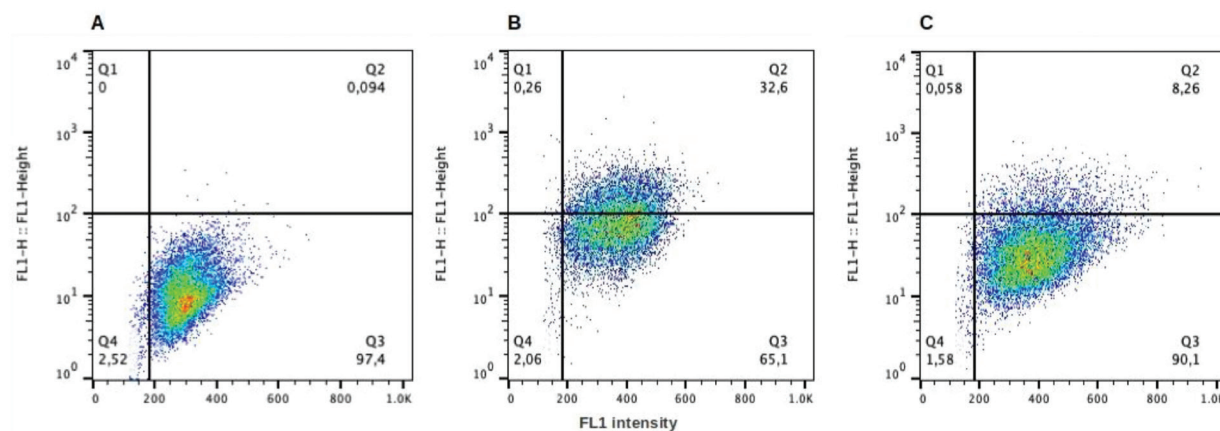 A
B
C
FL1-H :: FL1-Height
10⁴
10³
10²
10¹
10⁰
Q1
0
Q2
0,094
Q4
2,52
Q3
97,4
0 200 400 600 800 1.0K
FL1-H :: FL1-Height
10⁴
10³
10²
10¹
10⁰
Q1
0,26
Q2
32,6
Q4
2,06
Q3
65,1
0 200 400 600 800 1.0K
FL1-H :: FL1-Height
10⁴
10³
10²
10¹
10⁰
Q1
0,058
Q2
8,26
Q4
1,58
Q3
90,1
0 200 400 600 800
FL1 intensity